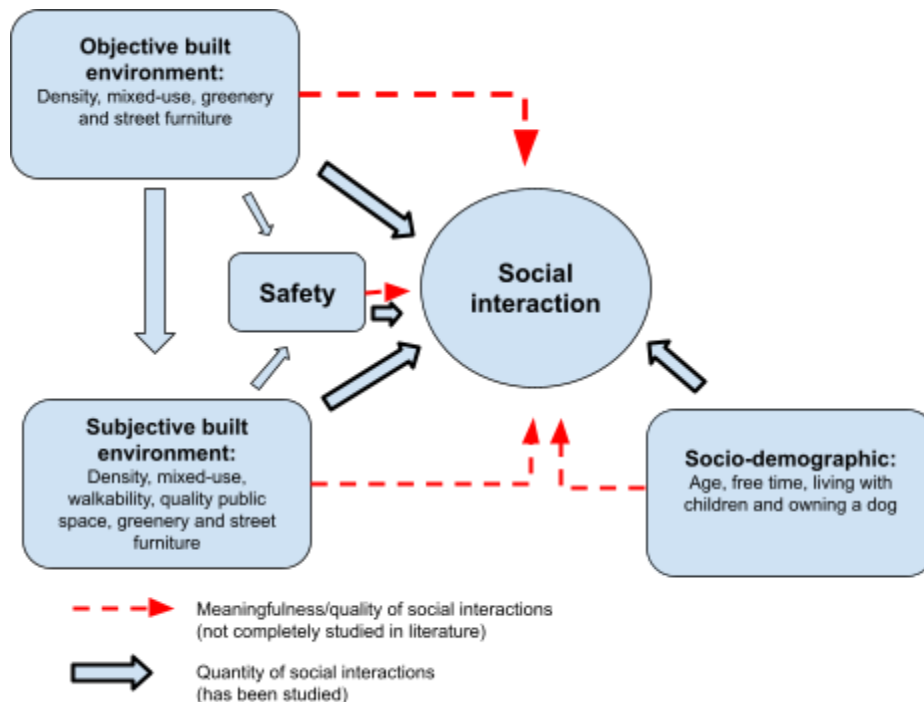 Objective built
environment:
Density, mixed-use, greenery
and street furniture
Safety
Social
interaction
Subjective built
environment:
Density, mixed-use,
walkability, quality public
space, greenery and street
furniture
Socio-demographic:
Age, free time, living with
children and owning a dog
Meaningfulness/quality of social interactions
(not completely studied in literature)
Quantity of social interactions
(has been studied)